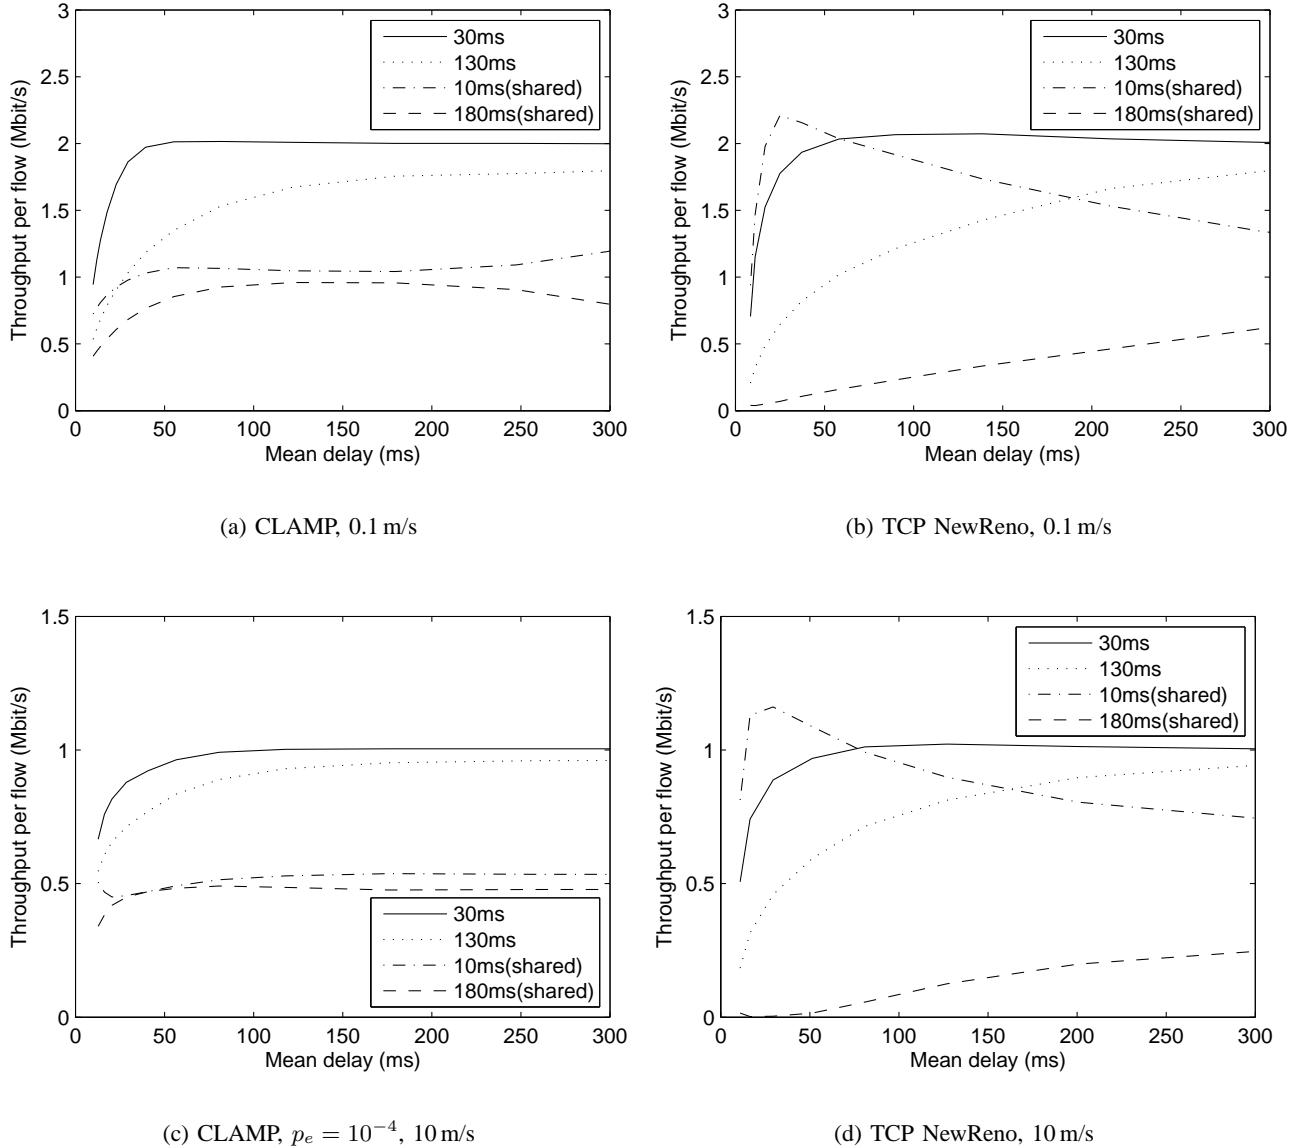 3
2.5
2
1.5
1
0.5
0
0
50
100
150
200
250
300
Throughput per flow (Mbit/s)
Mean delay (ms)
30ms
130ms
10ms(shared)
180ms(shared)
(a) CLAMP, 0.1 m/s
3
2.5
2
1.5
1
0.5
0
0
50
100
150
200
250
300
Throughput per flow (Mbit/s)
Mean delay (ms)
30ms
130ms
10ms(shared)
180ms(shared)
(b) TCP NewReno, 0.1 m/s
1.5
1
0.5
0
0
50
100
150
200
250
300
Throughput per flow (Mbit/s)
Mean delay (ms)
30ms
130ms
10ms(shared)
180ms(shared)
(c) CLAMP, pₑ = 10⁻⁴, 10 m/s
1.5
1
0.5
0
0
50
100
150
200
250
300
Throughput per flow (Mbit/s)
Mean delay (ms)
30ms
130ms
10ms(shared)
180ms(shared)
(d) TCP NewReno, 10 m/s